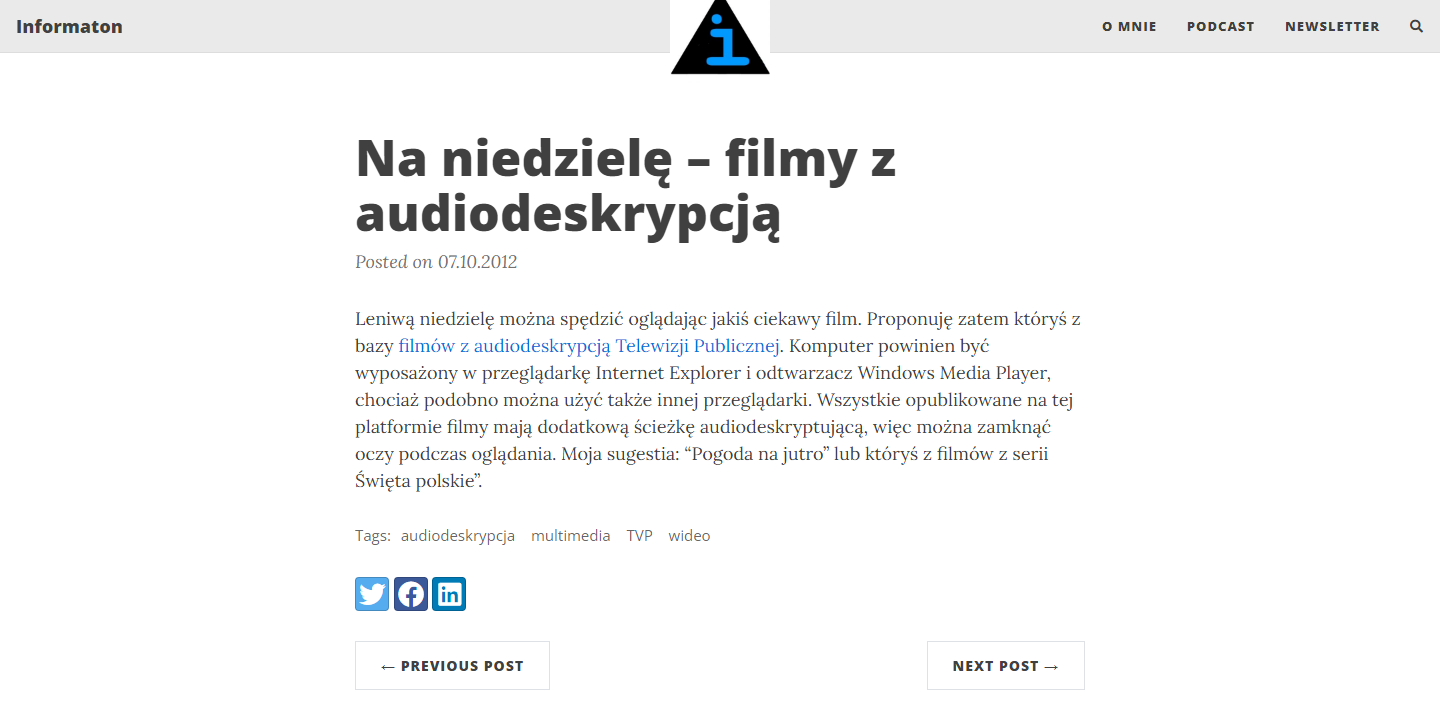 Informaton
i
O MNIE
PODCAST
NEWSLETTER
Na niedzielę – filmy z
audiodeskrypcją
Posted on 07.10.2012
Leniwą niedzielę można spędzić oglądając jakiś ciekawy film. Proponuję zatem któryś z
bazy filmów z audiodeskrypcją Telewizji Publicznej. Komputer powinien być
wyposażony w przeglądarkę Internet Explorer i odtwarzacz Windows Media Player,
chociaż podobno można użyć także innej przeglądarki. Wszystkie opublikowane na tej
platformie filmy mają dodatkową ścieżkę audiodeskryptującą, więc można zamknąć
oczy podczas oglądania. Moja sugestia: “Pogoda na jutro” lub któryś z filmów z serii
Święta polskie”.
Tags: audiodeskrypcja multimedia TVP wideo
← PREVIOUS POST
NEXT POST →